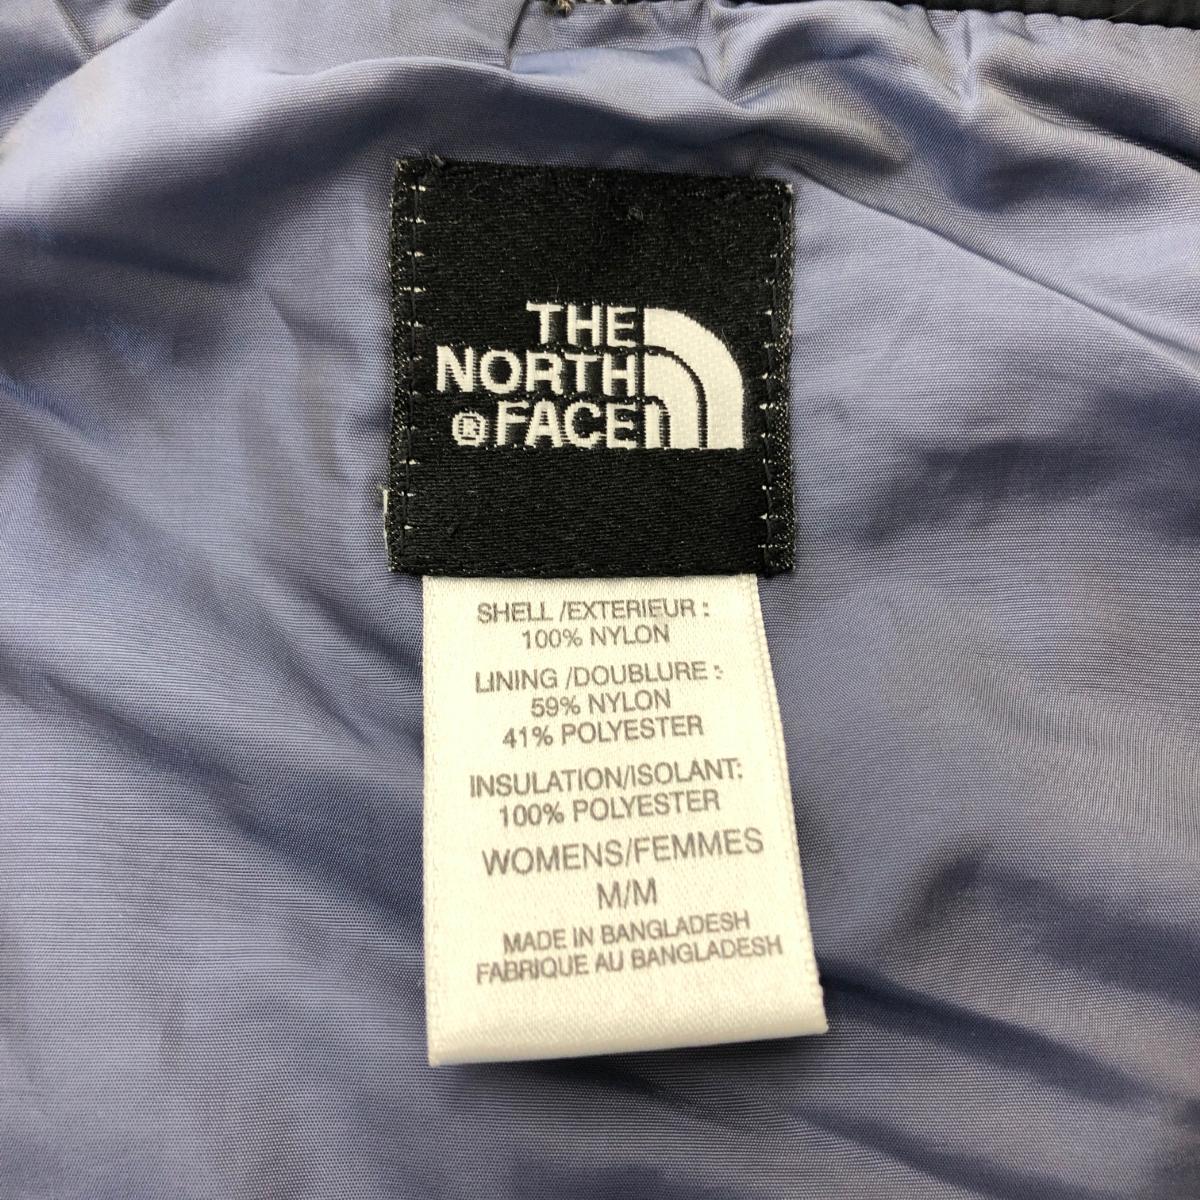 THE
NORTH
® FACE
SHELL /EXTERIEUR :
100% NYLON
LINING /DOUBLURE :
59% NYLON
41% POLYESTER
INSULATION/ISOLANT:
100% POLYESTER
WOMENS/FEMMES
M/M
MADE IN BANGLADESH
FABRIQUE AU BANGLADESH